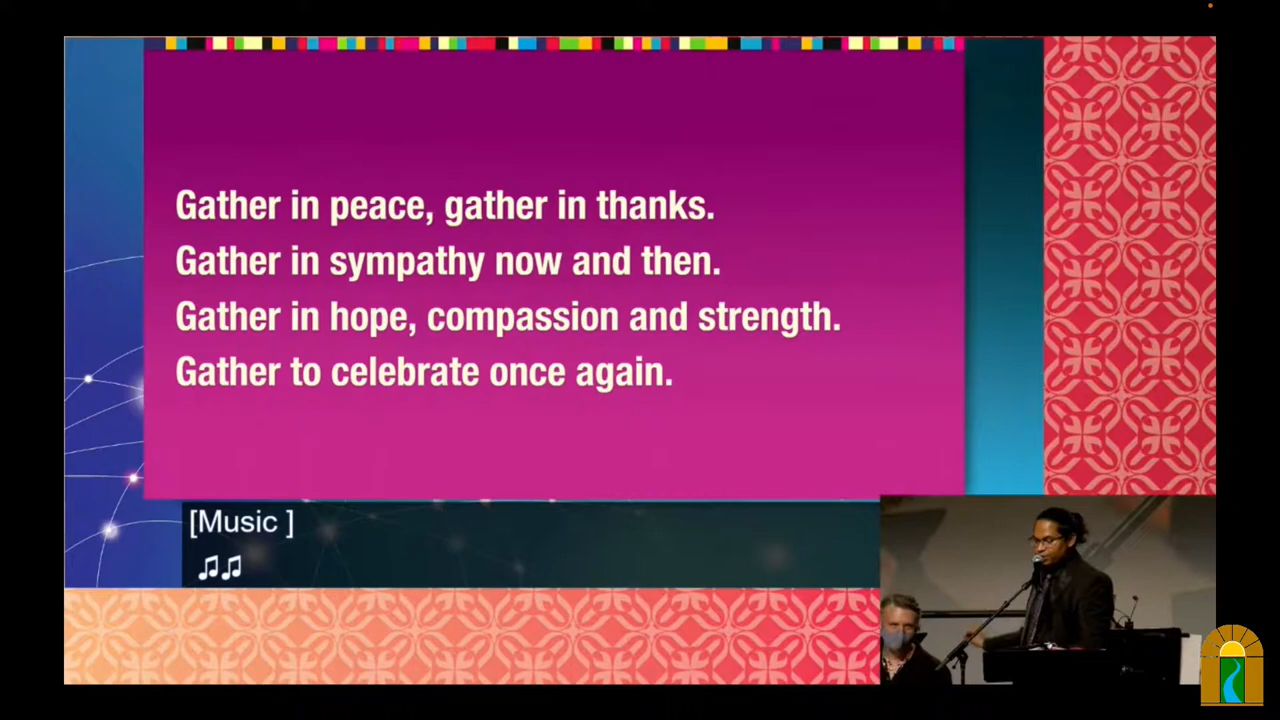 Gather in peace, gather in thanks.
Gather in sympathy now and then.
Gather in hope, compassion and strength.
Gather to celebrate once again.
[Music ]
♫♫